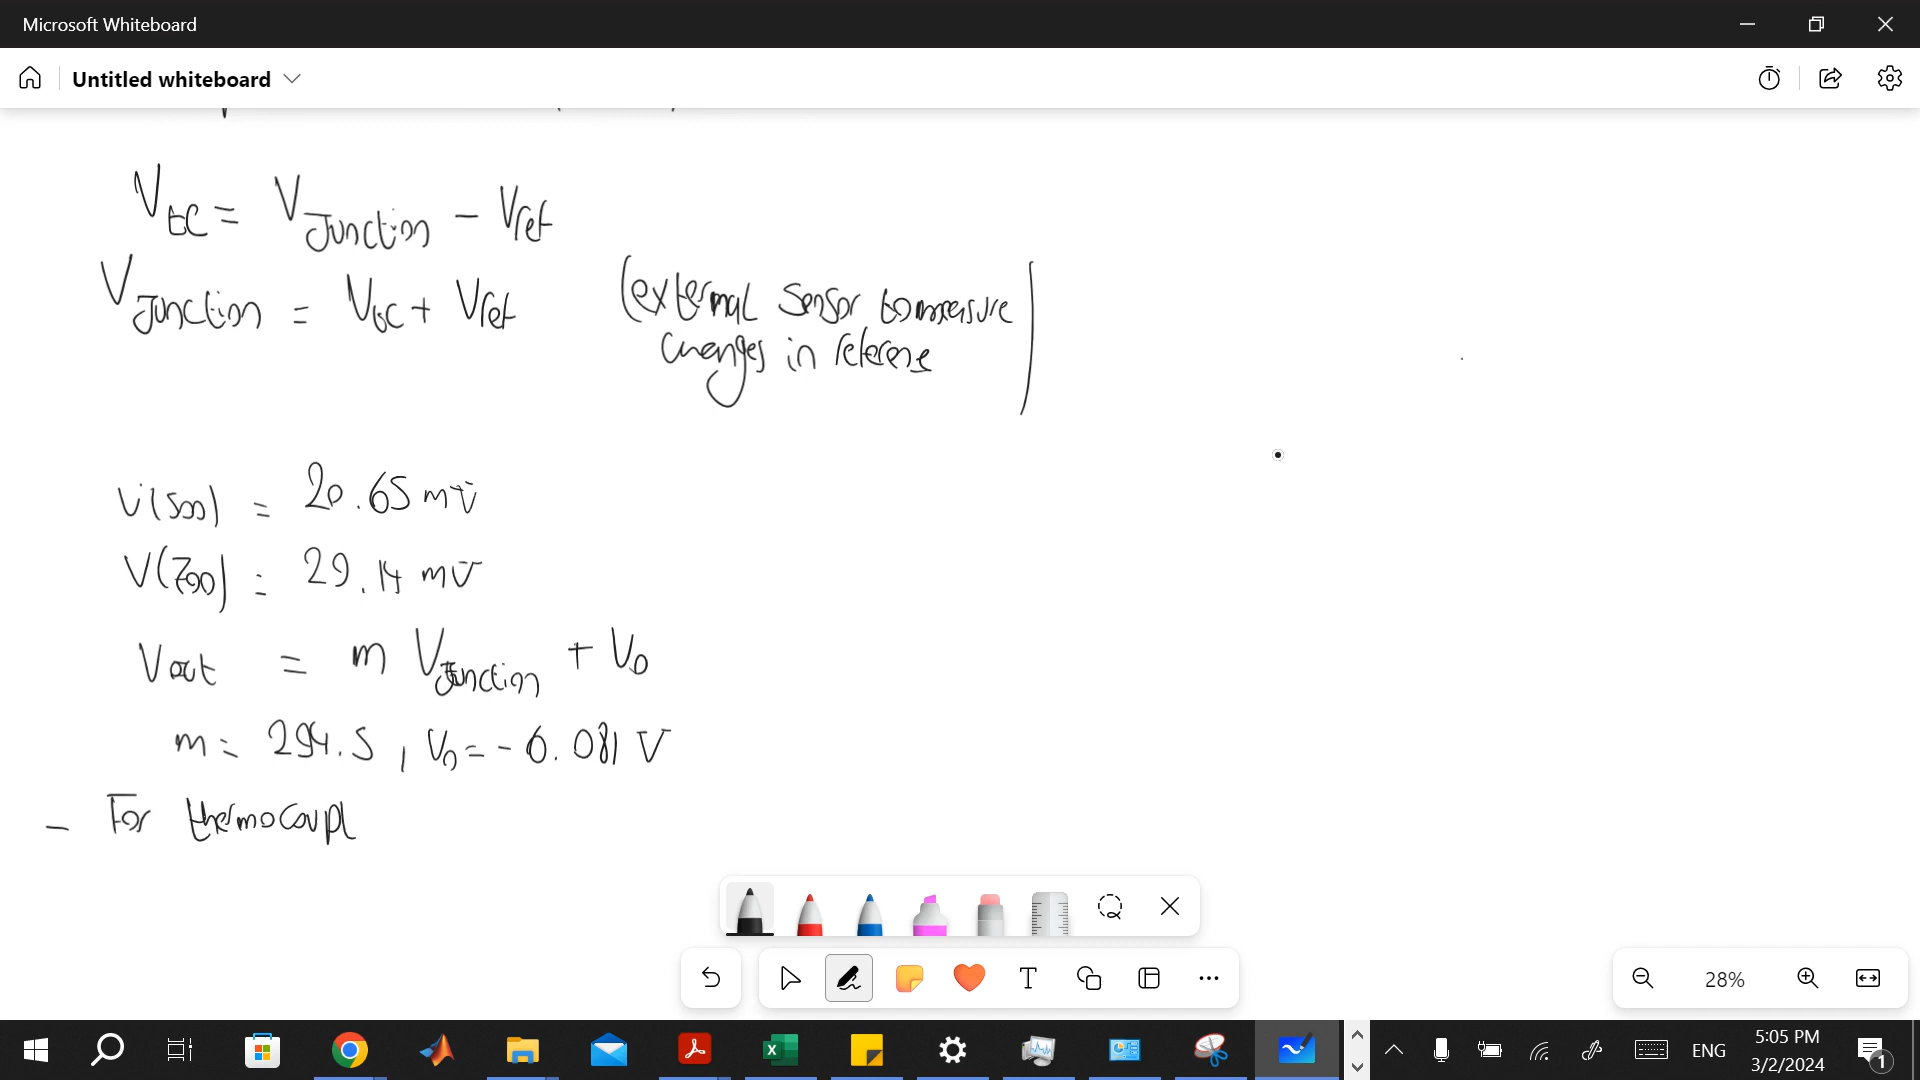 Microsoft Whiteboard
Untitled whiteboard
Vtc = VJunction - Vref
VJunction = Vtc + Vref
(external sensor to measure
changes in reference)
V(500) = 20.65 mV
V(700) = 29.14 mV
Vout = m VJunction + V0
m = 294.5, V0 = -6.081 V
- For thermocoupl
T
28%
ENG
5:05 PM
3/2/2024
1